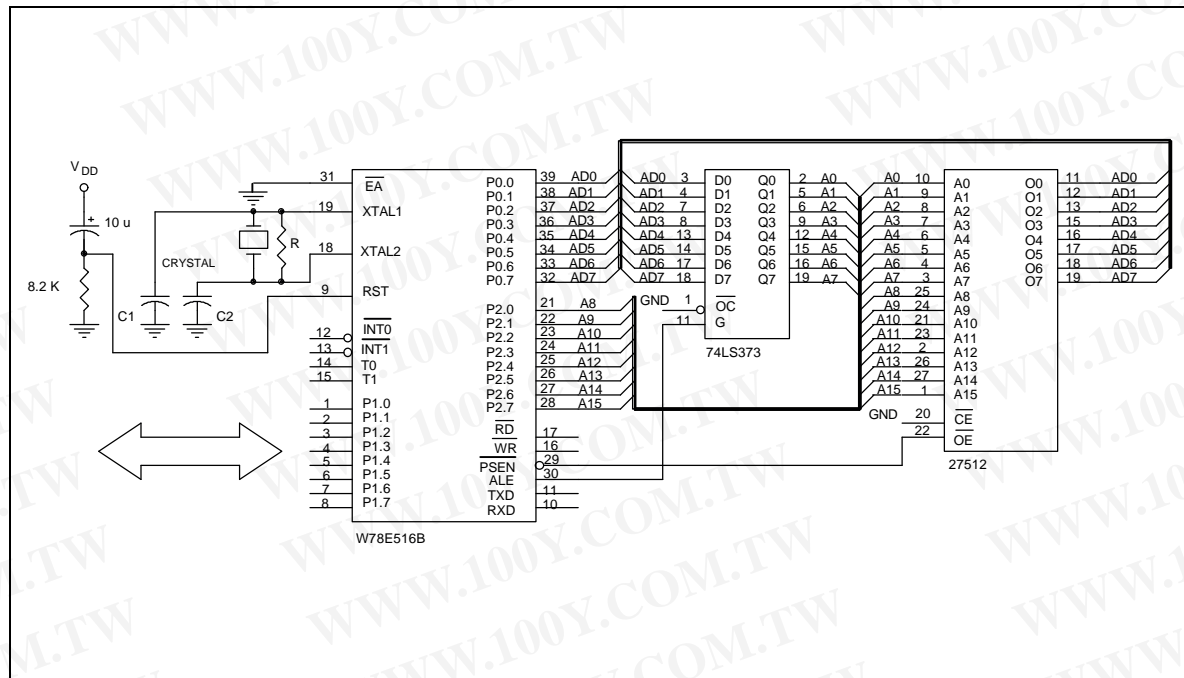 WWW.100Y.COM.TW
V DD
10 u
8.2 K
C1
CRYSTAL
C2
R
31 EA
19 XTAL1
18 XTAL2
9 RST
12 INT0
13 INT1
14 T0
15 T1
1 P1.0
2 P1.1
3 P1.2
4 P1.3
5 P1.4
6 P1.5
7 P1.6
8 P1.7
P0.0 39 AD0
P0.1 38 AD1
P0.2 37 AD2
P0.3 36 AD3
P0.4 35 AD4
P0.5 34 AD5
P0.6 33 AD6
P0.7 32 AD7
P2.0 21 A8
P2.1 22 A9
P2.2 23 A10
P2.3 24 A11
P2.4 25 A12
P2.5 26 A13
P2.6 27 A14
P2.7 28 A15
RD 17
WR 16
PSEN 29
ALE 30
TXD 11
RXD 10
W78E516B
AD0 3 D0 Q0 2 A0
AD1 4 D1 Q1 5 A1
AD2 7 D2 Q2 6 A2
AD3 8 D3 Q3 9 A3
AD4 13 D4 Q4 12 A4
AD5 14 D5 Q5 15 A5
AD6 17 D6 Q6 16 A6
AD7 18 D7 Q7 19 A7
GND 1 OC
11 G
74LS373
A0 10 A0 O0 11 AD0
A1 9 A1 O1 12 AD1
A2 8 A2 O2 13 AD2
A3 7 A3 O3 15 AD3
A4 6 A4 O4 16 AD4
A5 5 A5 O5 17 AD5
A6 4 A6 O6 18 AD6
A7 3 A7 O7 19 AD7
A8 25 A8
A9 24 A9
A10 21 A10
A11 23 A11
A12 2 A12
A13 26 A13
A14 27 A14
A15 1 A15
GND 20 CE
22 OE
27512